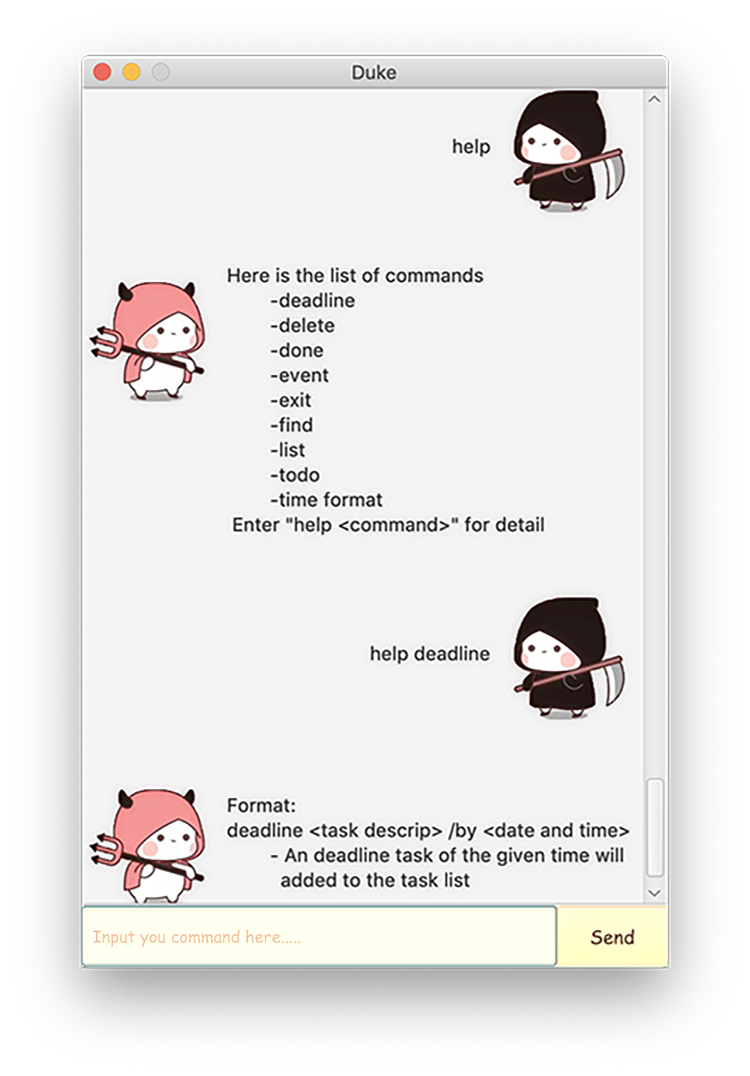 Duke
help
Here is the list of commands
-deadline
-delete
-done
-event
-exit
-find
-list
-todo
-time format
Enter "help <command>" for detail
help deadline
Format:
deadline <task descrip> /by <date and time>
- An deadline task of the given time will
added to the task list
Input you command here.....
Send